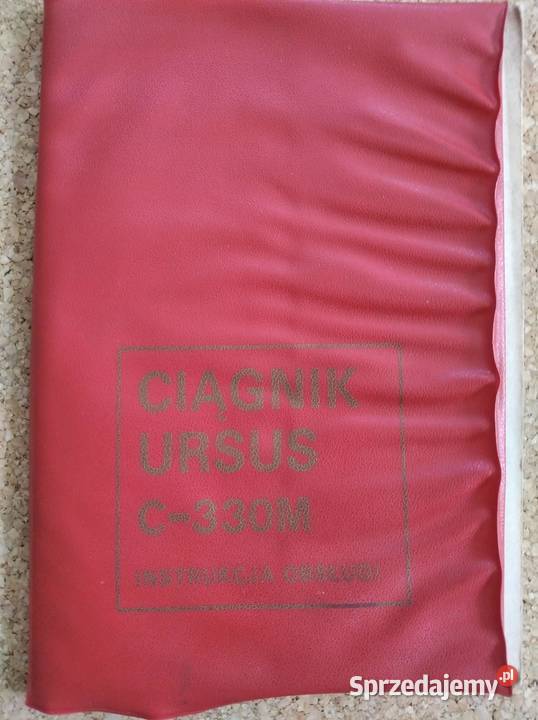 CIĄGNIK
URSUS
C-330M
INSTRUKCJA OBSŁUGI
Sprzedajemy.pl